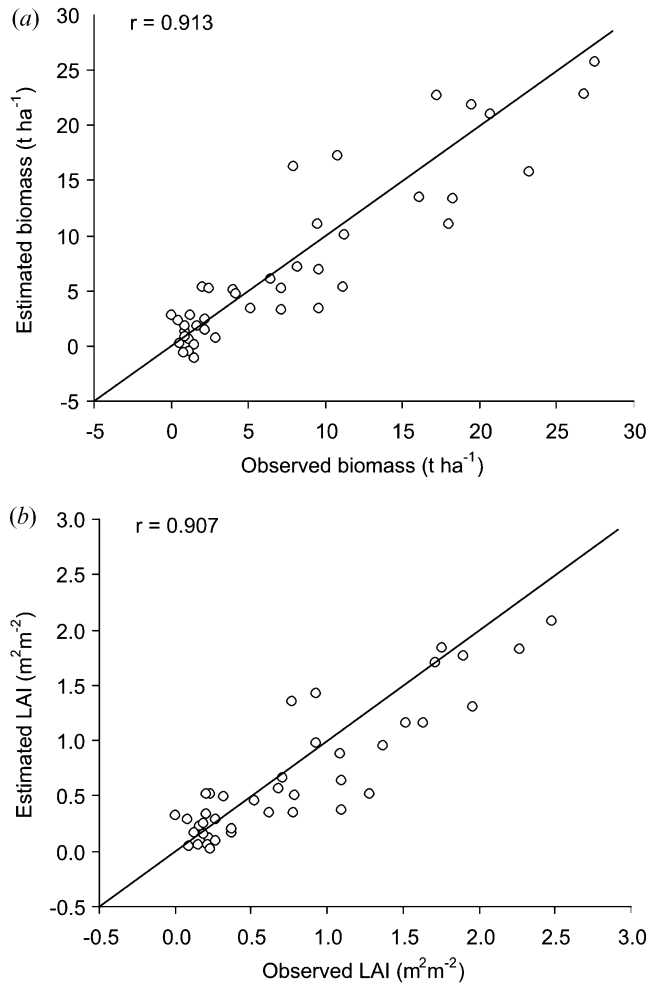 (a)
r = 0.913
30
25
20
15
10
5
0
-5
Estimated biomass (t ha⁻¹)
-5 0 5 10 15 20 25 30
Observed biomass (t ha⁻¹)
(b)
r = 0.907
3.0
2.5
2.0
1.5
1.0
0.5
0.0
-0.5
Estimated LAI (m²m⁻²)
-0.5 0.0 0.5 1.0 1.5 2.0 2.5 3.0
Observed LAI (m²m⁻²)